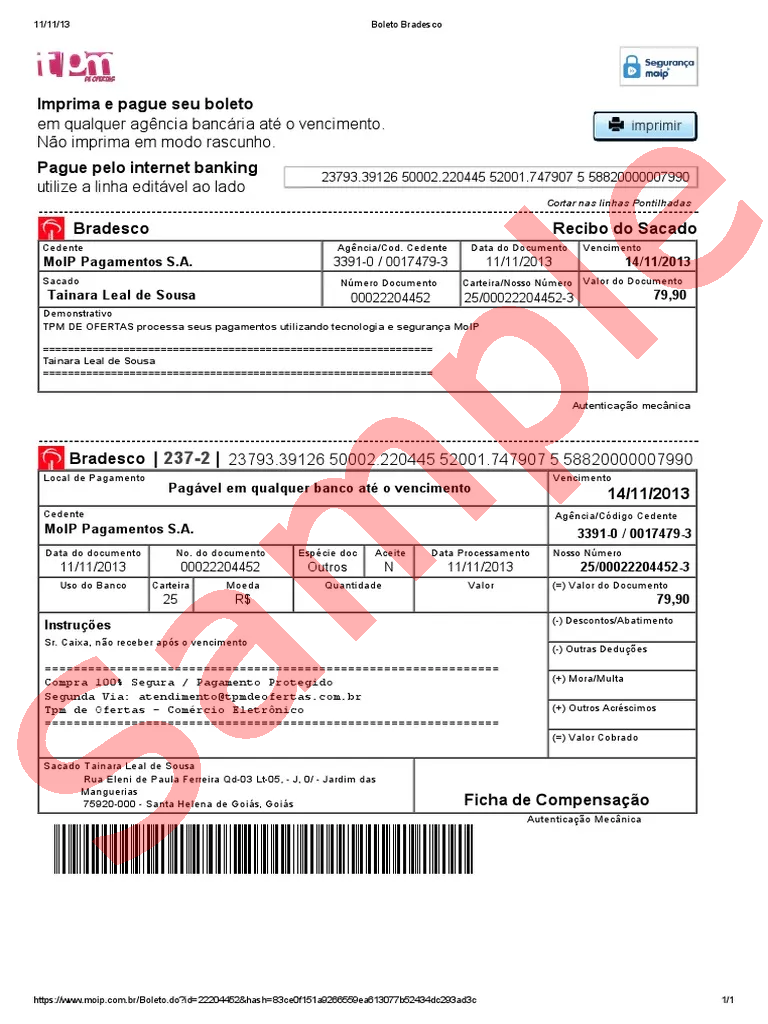 11/11/13 Boleto Bradesco
tpm
DE OFERTAS
Segurança
moip
Imprima e pague seu boleto
em qualquer agência bancária até o vencimento.
Não imprima em modo rascunho.
imprimir
Pague pelo internet banking
utilize a linha editável ao lado
23793.39126 50002.220445 52001.747907 5 58820000007990
Cortar nas linhas Pontilhadas
Bradesco Recibo do Sacado
Cedente Agência/Cod. Cedente Data do Documento Vencimento
MoIP Pagamentos S.A. 3391-0 / 0017479-3 11/11/2013 14/11/2013
Sacado Número Documento Carteira/Nosso Número Valor do Documento
Tainara Leal de Sousa 00022204452 25/00022204452-3 79,90
Demonstrativo
TPM DE OFERTAS processa seus pagamentos utilizando tecnologia e segurança MoIP
===============================================================
Tainara Leal de Sousa
===============================================================
Autenticação mecânica
Bradesco | 237-2 | 23793.39126 50002.220445 52001.747907 5 58820000007990
Local de Pagamento Vencimento
Pagável em qualquer banco até o vencimento 14/11/2013
Cedente Agência/Código Cedente
MoIP Pagamentos S.A. 3391-0 / 0017479-3
Data do documento No. do documento Espécie doc Aceite Data Processamento Nosso Número
11/11/2013 00022204452 Outros N 11/11/2013 25/00022204452-3
Uso do Banco Carteira Moeda Quantidade Valor (=) Valor do Documento
25 R$ 79,90
Instruções (-) Descontos/Abatimento
Sr. Caixa, não receber após o vencimento
(-) Outras Deduções
===========================================================
Compra 100% Segura / Pagamento Protegido (+) Mora/Multa
Segunda Via: atendimento@tpmdeofertas.com.br
Tpm de Ofertas - Comércio Eletrônico (+) Outros Acréscimos
===========================================================
(=) Valor Cobrado
Sacado Tainara Leal de Sousa
Rua Eleni de Paula Ferreira Qd-03 Lt-05, - J, 0/ - Jardim das
Manguerias
75920-000 - Santa Helena de Goiás, Goiás
Ficha de Compensação
Autenticação Mecânica
Sample
https://www.moip.com.br/Boleto.do?id=22204452&hash=83ce0f151a9266559ea613077b52434dc293ad3c 1/1